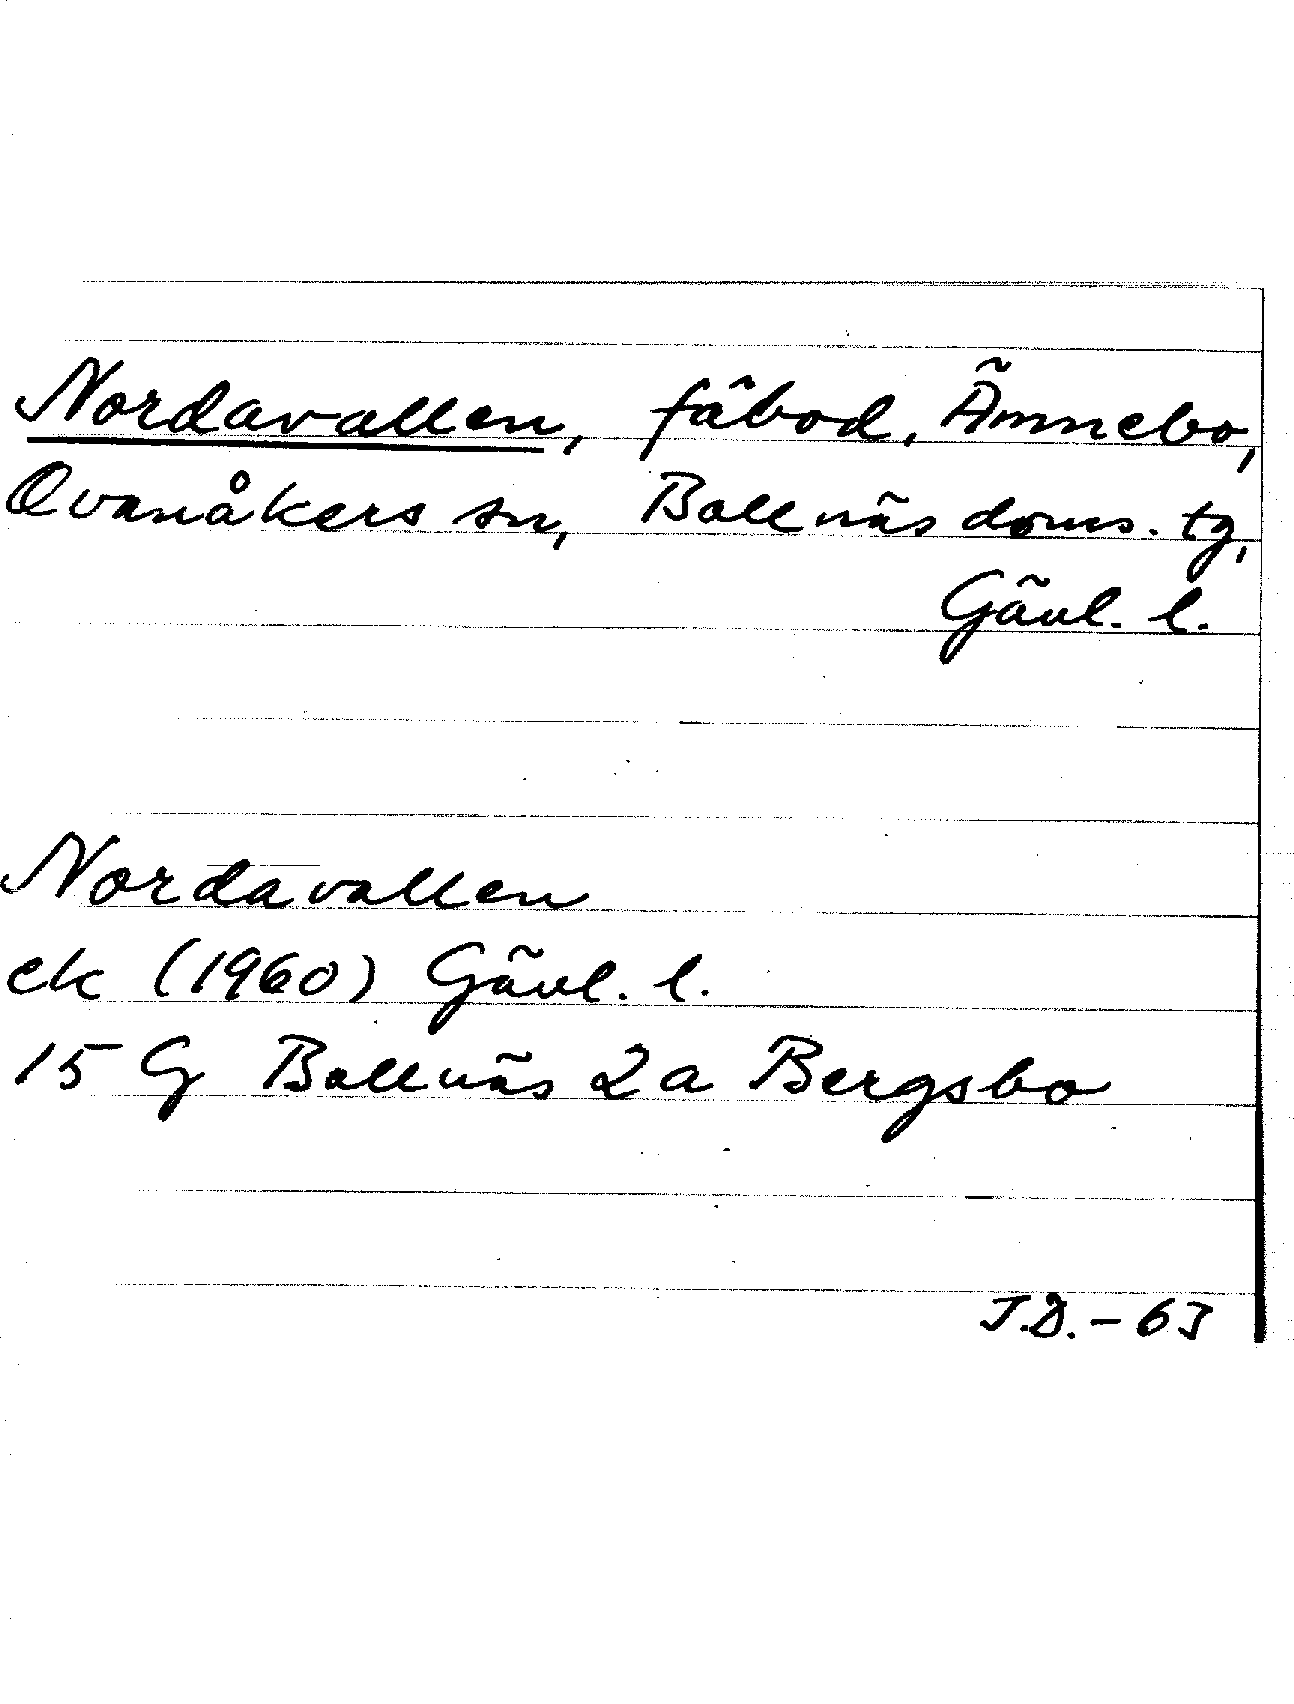 Nordavallen, fäbod, Ämnebo,
Ovanåkers sn, Bollnäs doms. tg,
Gävl. l.
Nordavallen
ek (1960) Gävl. l.
15 G Bollnäs 2a Bergsbo
J.D. - 63